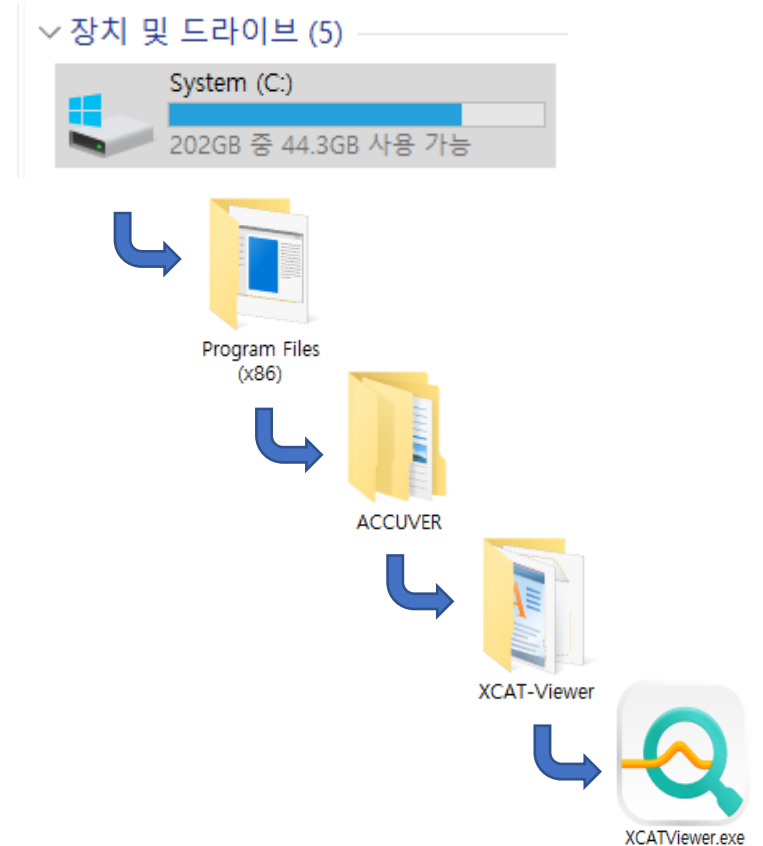 장치 및 드라이브 (5)
System (C:)
202GB 중 44.3GB 사용 가능
Program Files
(x86)
ACCUVER
XCAT-Viewer
XCATViewer.exe